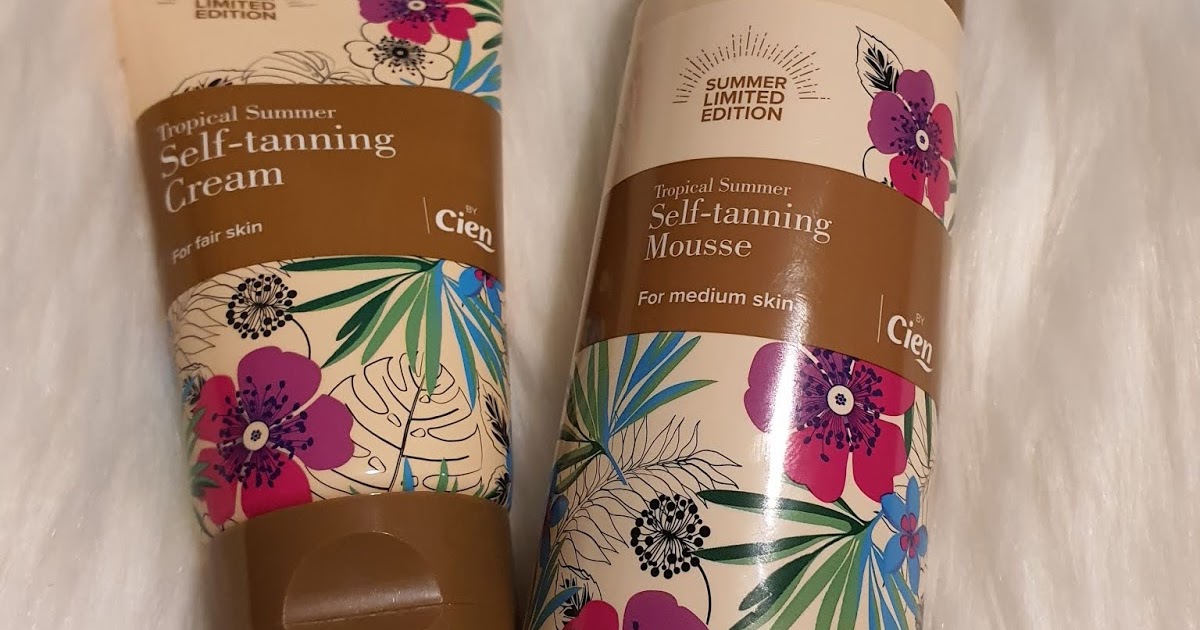 LIMITED
EDITION
Tropical Summer
Self-tanning
Cream
For fair skin
BY
Cien
SUMMER
LIMITED
EDITION
Tropical Summer
Self-tanning
Mousse
For medium skin
BY
Cien